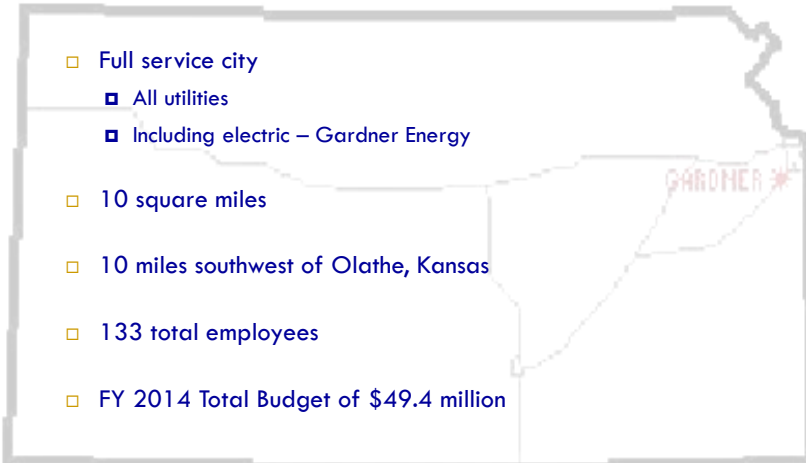 Full service city
All utilities
Including electric – Gardner Energy
10 square miles
GARDNER
10 miles southwest of Olathe, Kansas
133 total employees
FY 2014 Total Budget of $49.4 million